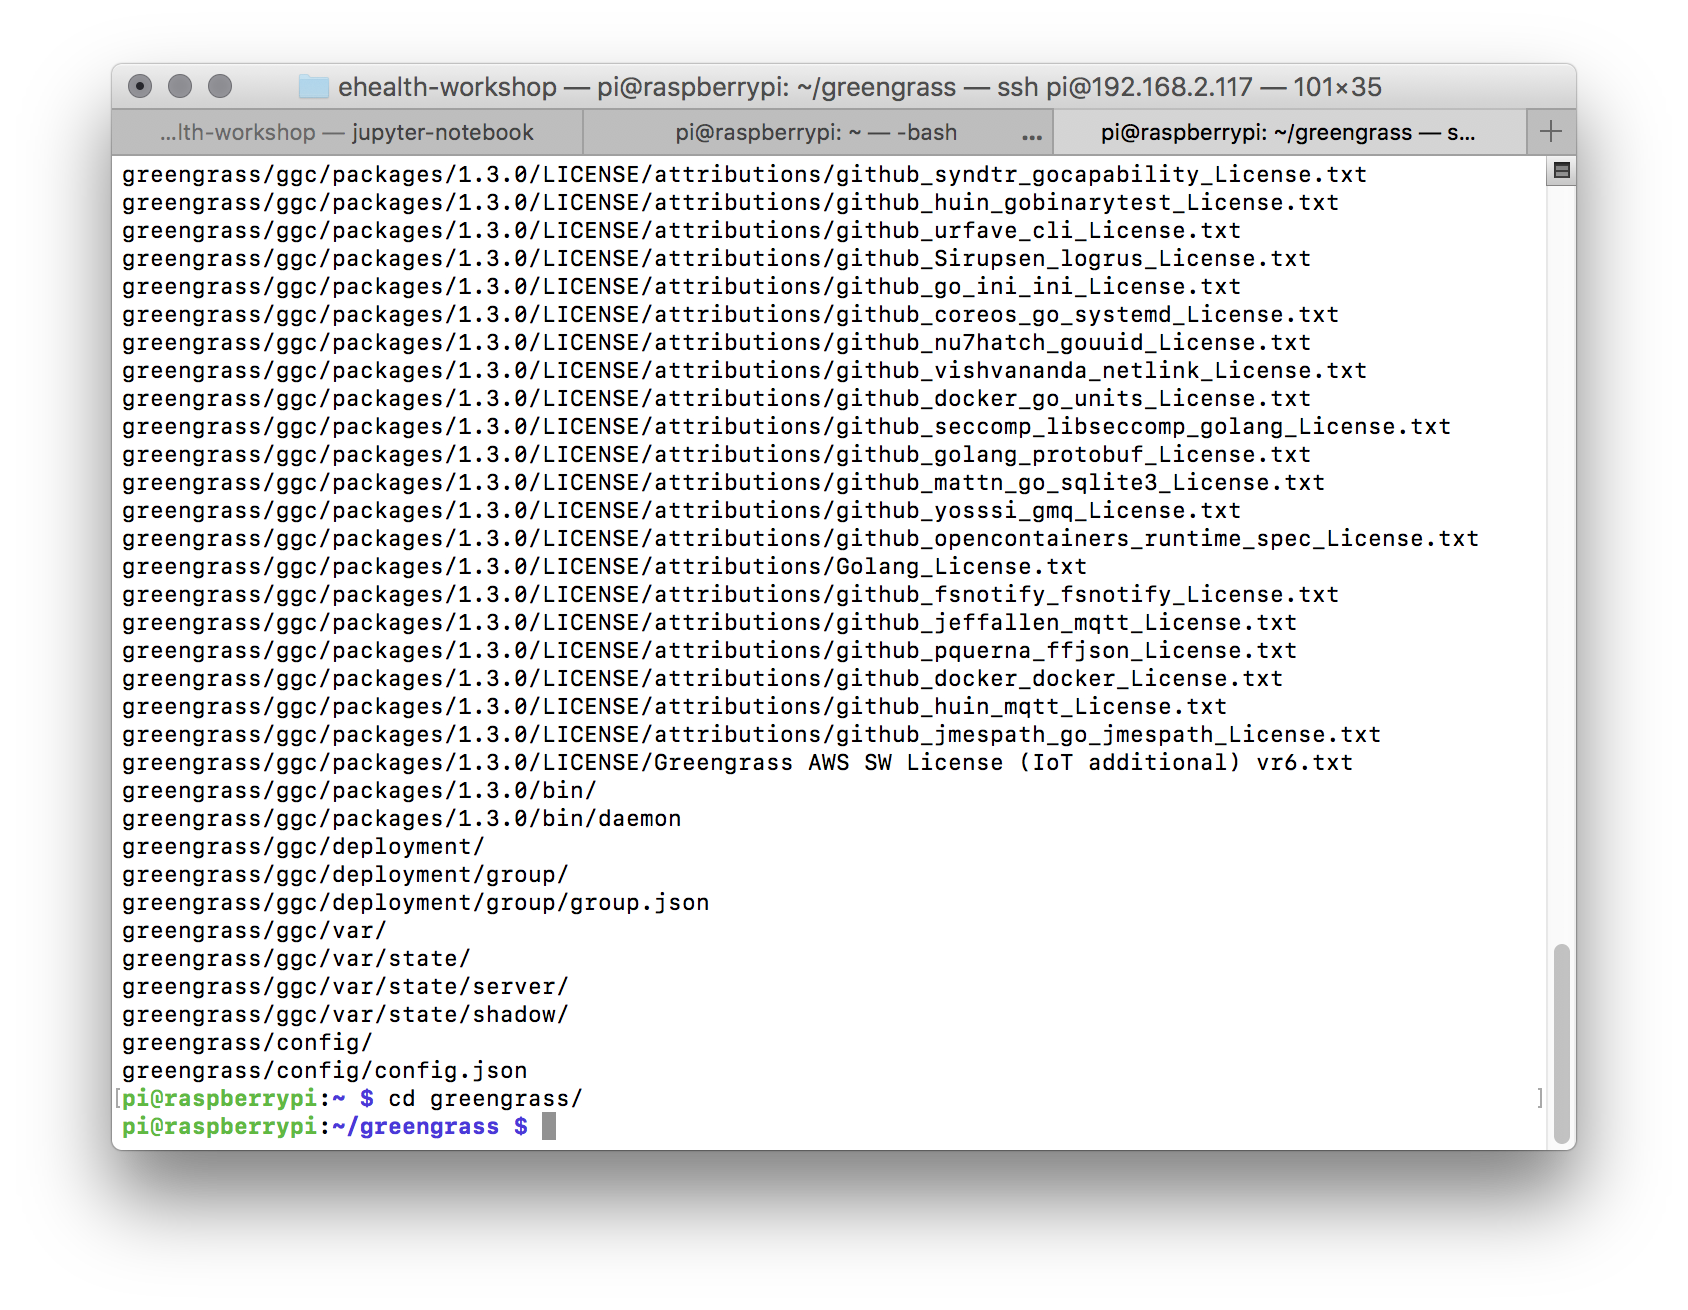 ehealth-workshop — pi@raspberrypi: ~/greengrass — ssh pi@192.168.2.117 — 101×35
...lth-workshop — jupyter-notebook
pi@raspberrypi: ~ — -bash ...
pi@raspberrypi: ~/greengrass — s...
greengrass/ggc/packages/1.3.0/LICENSE/attributions/github_syndtr_gocapability_License.txt
greengrass/ggc/packages/1.3.0/LICENSE/attributions/github_huin_gobinarytest_License.txt
greengrass/ggc/packages/1.3.0/LICENSE/attributions/github_urfave_cli_License.txt
greengrass/ggc/packages/1.3.0/LICENSE/attributions/github_Sirupsen_logrus_License.txt
greengrass/ggc/packages/1.3.0/LICENSE/attributions/github_go_ini_ini_License.txt
greengrass/ggc/packages/1.3.0/LICENSE/attributions/github_coreos_go_systemd_License.txt
greengrass/ggc/packages/1.3.0/LICENSE/attributions/github_nu7hatch_gouuid_License.txt
greengrass/ggc/packages/1.3.0/LICENSE/attributions/github_vishvananda_netlink_License.txt
greengrass/ggc/packages/1.3.0/LICENSE/attributions/github_docker_go_units_License.txt
greengrass/ggc/packages/1.3.0/LICENSE/attributions/github_seccomp_libseccomp_golang_License.txt
greengrass/ggc/packages/1.3.0/LICENSE/attributions/github_golang_protobuf_License.txt
greengrass/ggc/packages/1.3.0/LICENSE/attributions/github_mattn_go_sqlite3_License.txt
greengrass/ggc/packages/1.3.0/LICENSE/attributions/github_yosssi_gmq_License.txt
greengrass/ggc/packages/1.3.0/LICENSE/attributions/github_opencontainers_runtime_spec_License.txt
greengrass/ggc/packages/1.3.0/LICENSE/attributions/Golang_License.txt
greengrass/ggc/packages/1.3.0/LICENSE/attributions/github_fsnotify_fsnotify_License.txt
greengrass/ggc/packages/1.3.0/LICENSE/attributions/github_jeffallen_mqtt_License.txt
greengrass/ggc/packages/1.3.0/LICENSE/attributions/github_pquerna_ffjson_License.txt
greengrass/ggc/packages/1.3.0/LICENSE/attributions/github_docker_docker_License.txt
greengrass/ggc/packages/1.3.0/LICENSE/attributions/github_huin_mqtt_License.txt
greengrass/ggc/packages/1.3.0/LICENSE/attributions/github_jmespath_go_jmespath_License.txt
greengrass/ggc/packages/1.3.0/LICENSE/Greengrass AWS SW License (IoT additional) vr6.txt
greengrass/ggc/packages/1.3.0/bin/
greengrass/ggc/packages/1.3.0/bin/daemon
greengrass/ggc/deployment/
greengrass/ggc/deployment/group/
greengrass/ggc/deployment/group/group.json
greengrass/ggc/var/
greengrass/ggc/var/state/
greengrass/ggc/var/state/server/
greengrass/ggc/var/state/shadow/
greengrass/config/
greengrass/config/config.json
[pi@raspberrypi:~ $ cd greengrass/ ]
pi@raspberrypi:~/greengrass $